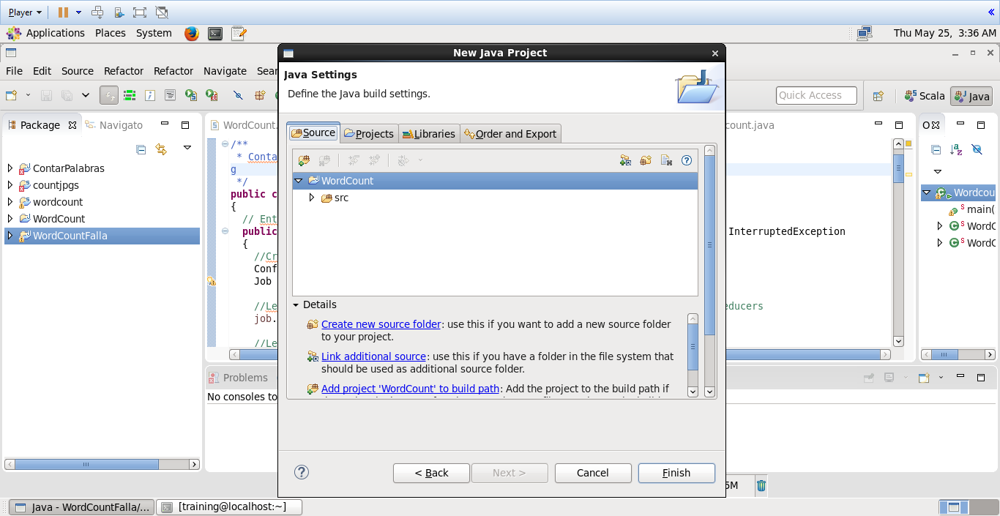 Player
Applications Places System
Thu May 25, 3:36 AM
New Java Project
File Edit Source Refactor Refactor Navigate Sear
Java Settings
Define the Java build settings.
Quick Access
Scala
Java
Package
Navigato
WordCount.
count.java
O
Source
Projects
Libraries
Order and Export
ContarPalabras
countjpgs
wordcount
WordCount
WordCountFalla
/**
* Conta
g
*/
public c
{
// Ent
public
InterruptedException
{
//Cr
Conf
Job
//Le
educers
job.
//Le
WordCount
src
Details
Create new source folder: use this if you want to add a new source folder
to your project.
Link additional source: use this if you have a folder in the file system that
should be used as additional source folder.
Add project 'WordCount' to build path: Add the project to the build path if
Wordcou
main(
WordC
WordC
Problems
No consoles to
< Back
Next >
Cancel
Finish
Java - WordCountFalla/...
[training@localhost:~]